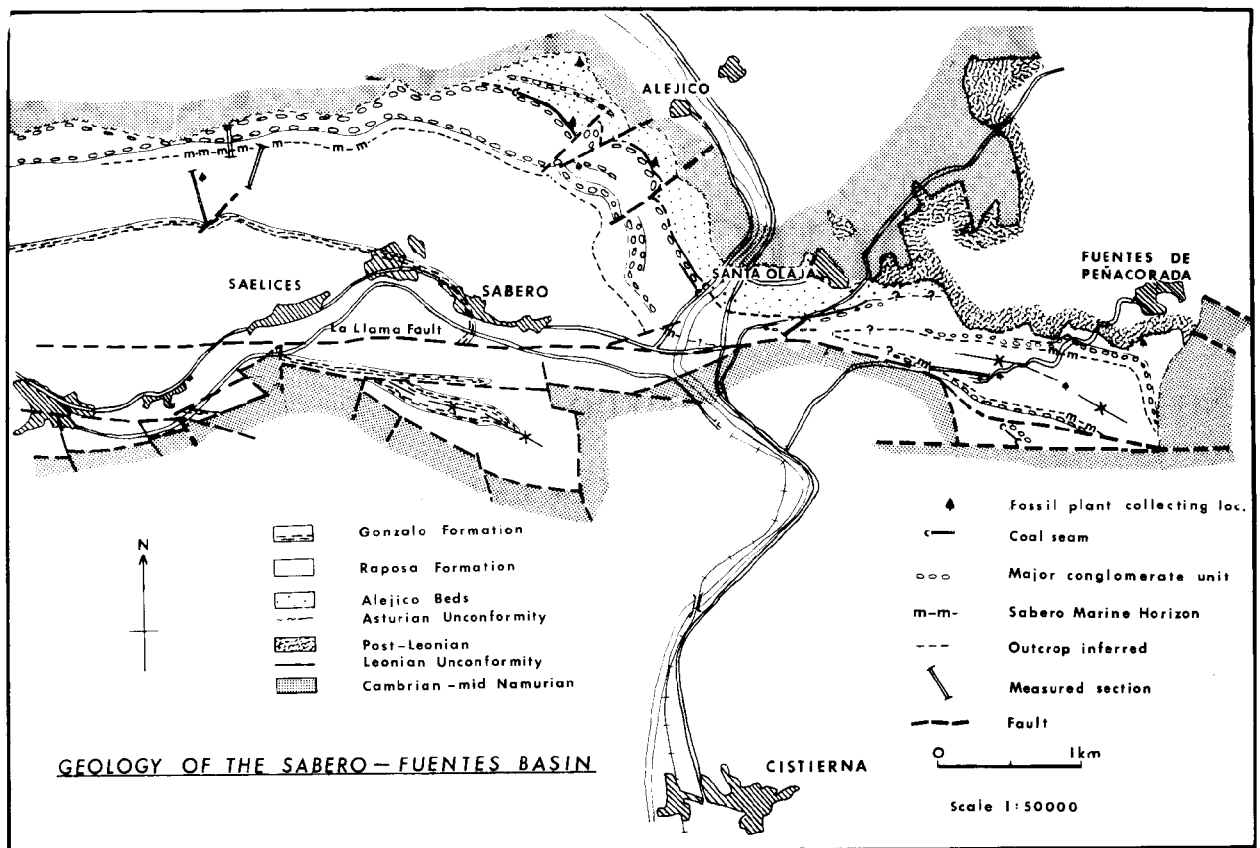 ALEJICO
SANTA OLAJA
FUENTES DE
PEÑACORADA
SAELICES
SABERO
La Llama Fault
m-m-m-m
m
m
m
m
m-m
m
m-m
?
?
?
?
N
Gonzalo Formation
Raposa Formation
Alejico Beds
Asturian Unconformity
Post-Leonian
Leonian Unconformity
Cambrian-mid Namurian
Fossil plant collecting loc.
Coal seam
Major conglomerate unit
m-m- Sabero Marine Horizon
Outcrop inferred
Measured section
Fault
0 1km
Scale 1:50000
GEOLOGY OF THE SABERO-FUENTES BASIN
CISTIERNA